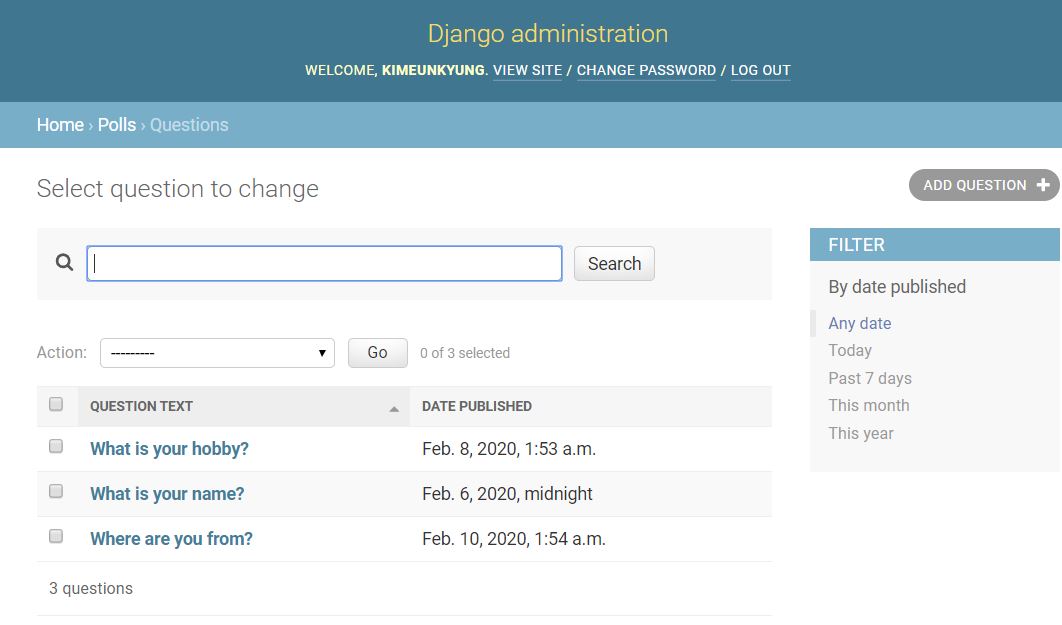 Django administration
WELCOME, KIMEUNKYUNG. VIEW SITE / CHANGE PASSWORD / LOG OUT
Home › Polls › Questions
Select question to change
ADD QUESTION +
Search
Action: --------- Go 0 of 3 selected
QUESTION TEXT DATE PUBLISHED
What is your hobby? Feb. 8, 2020, 1:53 a.m.
What is your name? Feb. 6, 2020, midnight
Where are you from? Feb. 10, 2020, 1:54 a.m.
3 questions
FILTER
By date published
Any date
Today
Past 7 days
This month
This year